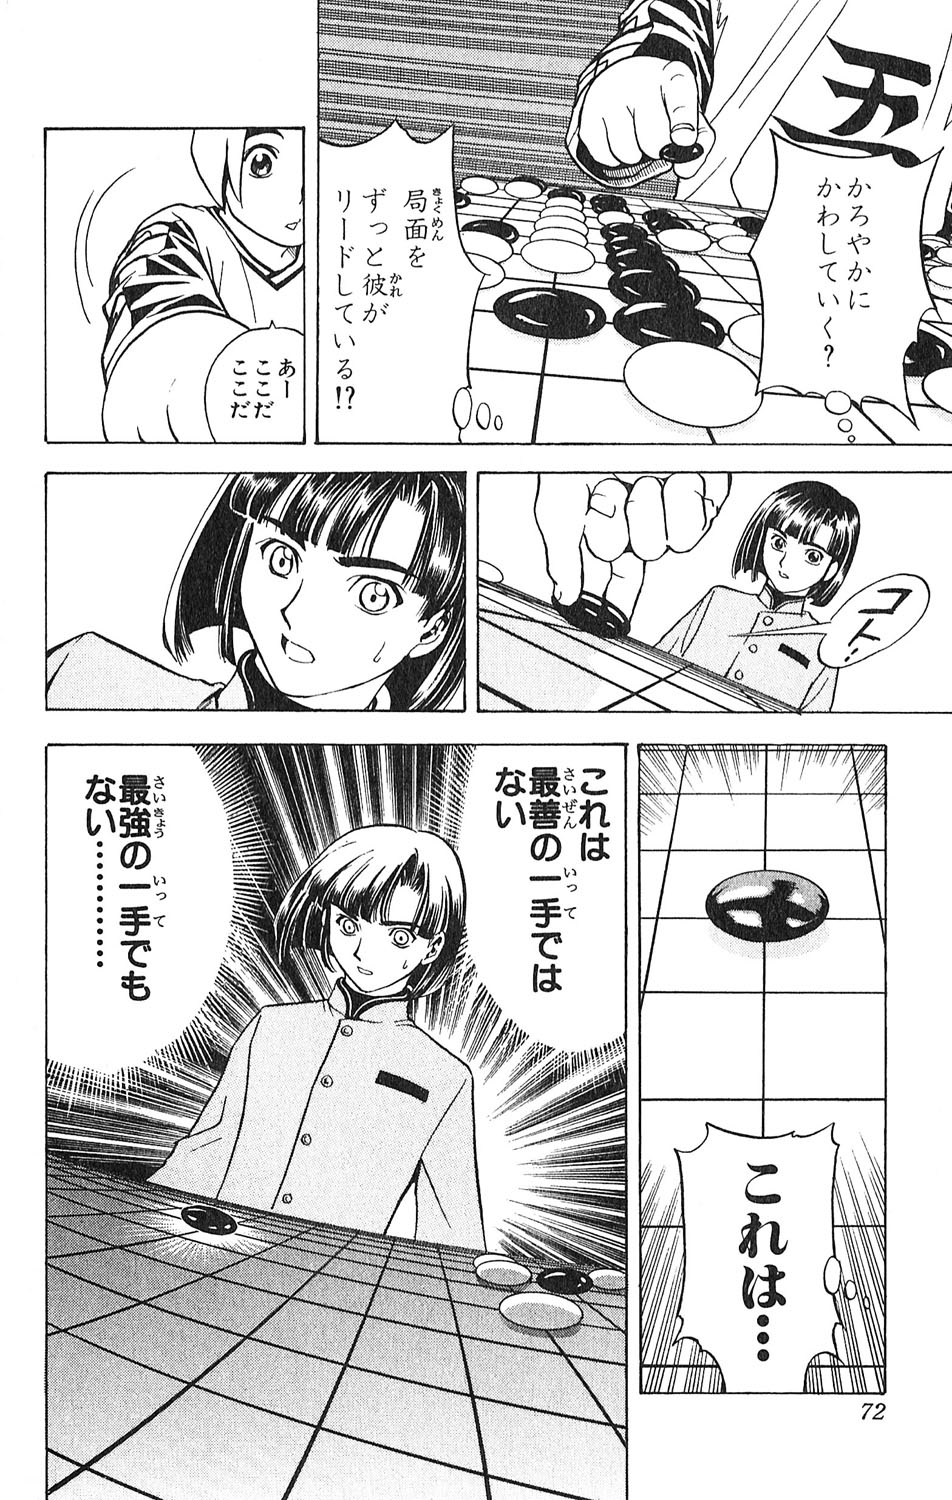 かろやかに
かわしていく?
局面を
ずっと彼が
リードしている!?
五
あー
ここだ
ここだ
コト!
これは…
これは
最善の一手では
ない
最強の一手でも
ない…………
72